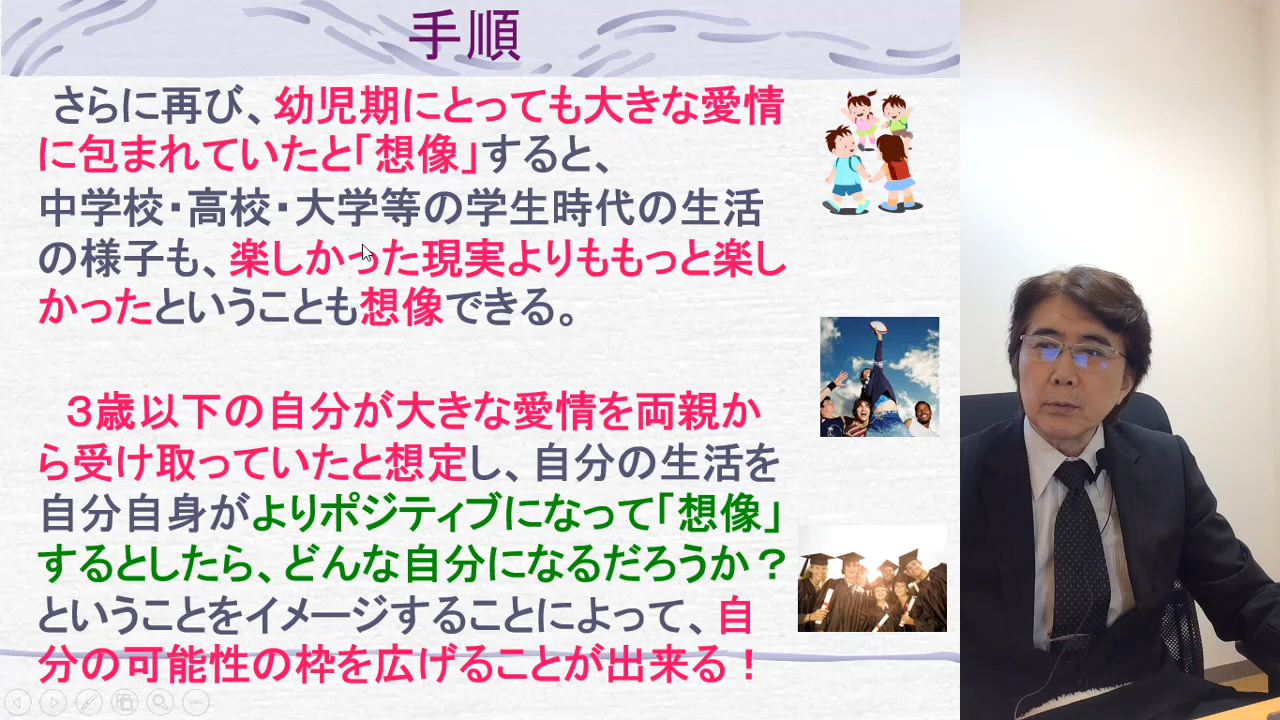 手順
さらに再び、幼児期にとっても大きな愛情
に包まれていたと「想像」すると、
中学校・高校・大学等の学生時代の生活
の様子も、楽しかった現実よりももっと楽し
かったということも想像できる。
３歳以下の自分が大きな愛情を両親か
ら受け取っていたと想定し、自分の生活を
自分自身がよりポジティブになって「想像」
するとしたら、どんな自分になるだろうか？
ということをイメージすることによって、自
分の可能性の枠を広げることが出来る！